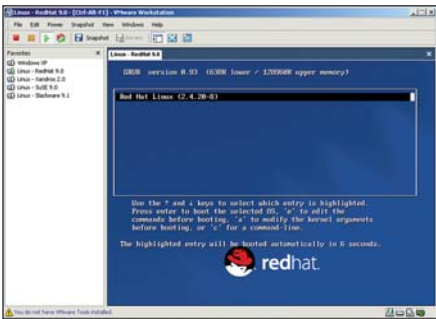 Linux - RedHat 9.0 - [Ctrl-Alt-F1] - VMware Workstation
File Edit Power Snapshot View Windows Help
Snapshot Revert
Favorites
Windows XP
Linux - RedHat 9.0
Linux - Xandros 2.0
Linux - SuSE 9.0
Linux - Slackware 9.1
Linux - RedHat 9.0
GRUB version 0.93 (638K lower / 128960K upper memory)
Red Hat Linux (2.4.20-8)
Use the ↑ and ↓ keys to select which entry is highlighted.
Press enter to boot the selected OS, 'e' to edit the
commands before booting, 'a' to modify the kernel arguments
before booting, or 'c' for a command-line.
The highlighted entry will be booted automatically in 6 seconds.
redhat.
You do not have VMware Tools installed.